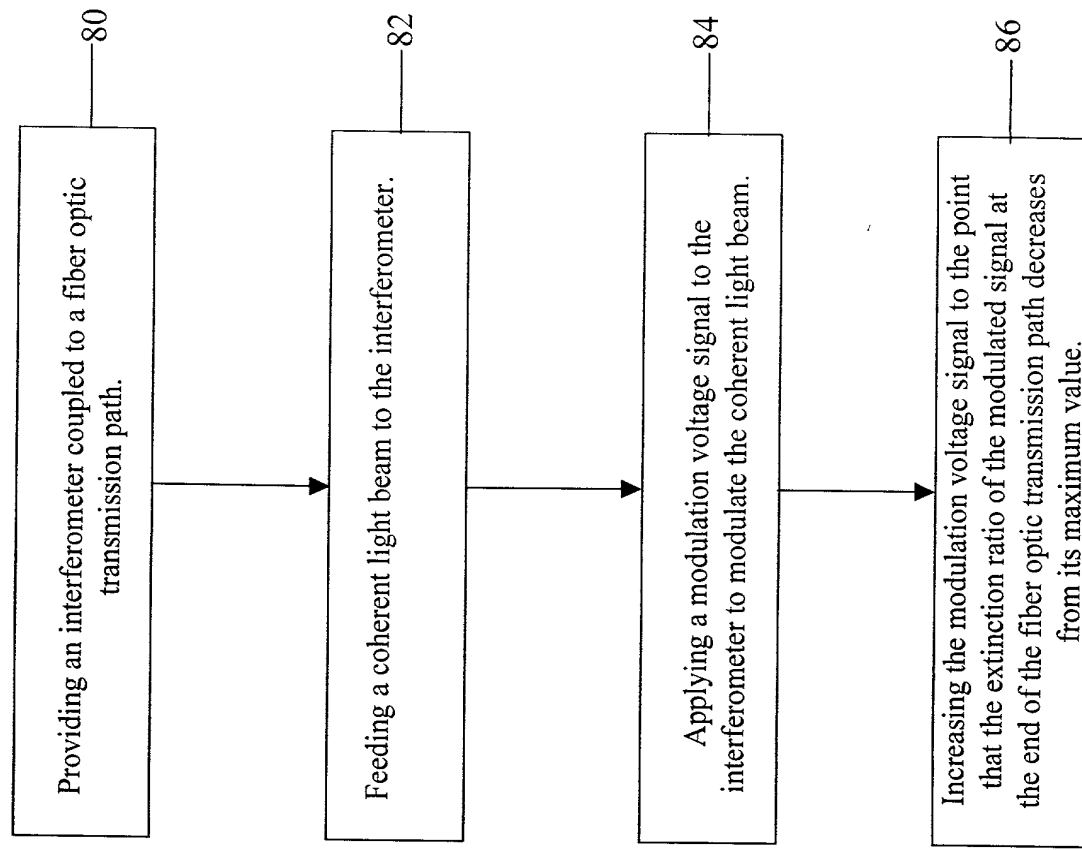 Providing an interferometer coupled to a fiber optic
transmission path.
80
Feeding a coherent light beam to the interferometer.
82
Applying a modulation voltage signal to the
interferometer to modulate the coherent light beam.
84
Increasing the modulation voltage signal to the point
that the extinction ratio of the modulated signal at
the end of the fiber optic transmission path decreases
from its maximum value.
86